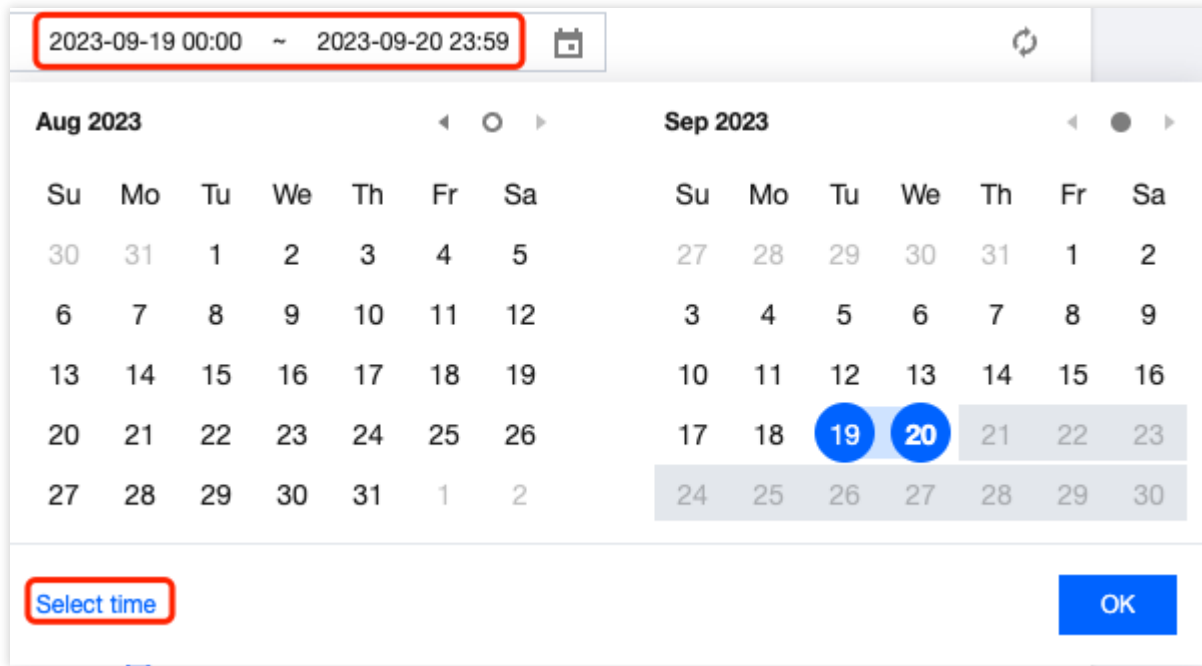 2023-09-19 00:00 ~ 2023-09-20 23:59
Aug 2023
Su Mo Tu We Th Fr Sa
30 31 1 2 3 4 5
6 7 8 9 10 11 12
13 14 15 16 17 18 19
20 21 22 23 24 25 26
27 28 29 30 31 1 2
Sep 2023
Su Mo Tu We Th Fr Sa
27 28 29 30 31 1 2
3 4 5 6 7 8 9
10 11 12 13 14 15 16
17 18 19 20 21 22 23
24 25 26 27 28 29 30
Select time
OK